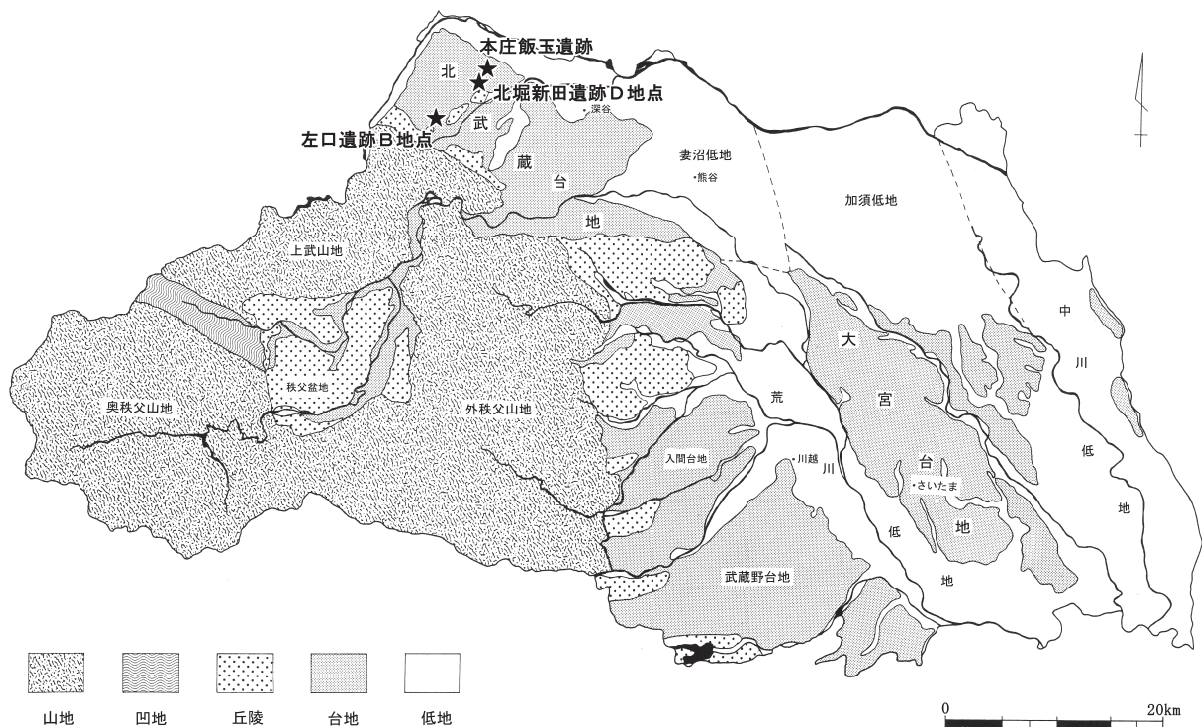 本庄飯玉遺跡
北堀新田遺跡D地点
左口遺跡B地点
北武蔵台地
・深谷
妻沼低地
・熊谷
加須低地
上武山地
秩父盆地
奥秩父山地
外秩父山地
入間台地
・川越
荒川低地
大宮台地
・さいたま
中川低地
武蔵野台地
山地
凹地
丘陵
台地
低地
0
20km